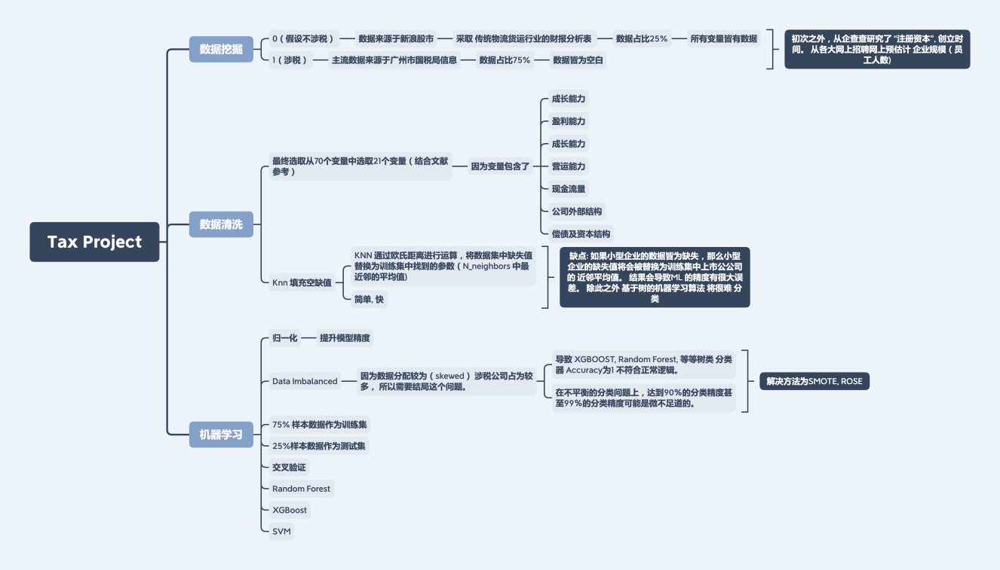 Tax Project
数据挖掘
0（假设不涉税）
数据来源于新浪股市
采取 传统物流货运行业的财报分析表
数据占比25%
所有变量皆有数据
1（涉税）
主流数据来源于广州市国税局信息
数据占比75%
数据皆为空白
初次之外，从企查查研究了 “注册资本", 创立时
间。 从各大网上招聘网上预估计 企业规模（员
工人数)
数据清洗
最终选取从70个变量中选取21个变量（结合文献
参考）
因为变量包含了
成长能力
盈利能力
成长能力
营运能力
现金流量
公司外部结构
偿债及资本结构
Knn 填充空缺值
KNN 通过欧氏距离进行运算，将数据集中缺失值
替换为训练集中找到的参数（N_neighbors 中最
近邻的平均值)
简单, 快
缺点: 如果小型企业的数据皆为缺失，那么小型
企业的缺失值将会被替换为训练集中上市公公司
的 近邻平均值。 结果会导致ML 的精度有很大误
差。 除此之外 基于树的机器学习算法 将很难 分
类
机器学习
归一化
提升模型精度
Data Imbalanced
因为数据分配较为（skewed） 涉税公司占为较
多， 所以需要结局这个问题。
导致 XGBOOST, Random Forest, 等等树类 分类
器 Accuracy为1 不符合正常逻辑。
在不平衡的分类问题上，达到90%的分类精度甚
至99%的分类精度可能是微不足道的。
解决方法为SMOTE, ROSE
75% 样本数据作为训练集
25%样本数据作为测试集
交叉验证
Random Forest
XGBoost
SVM